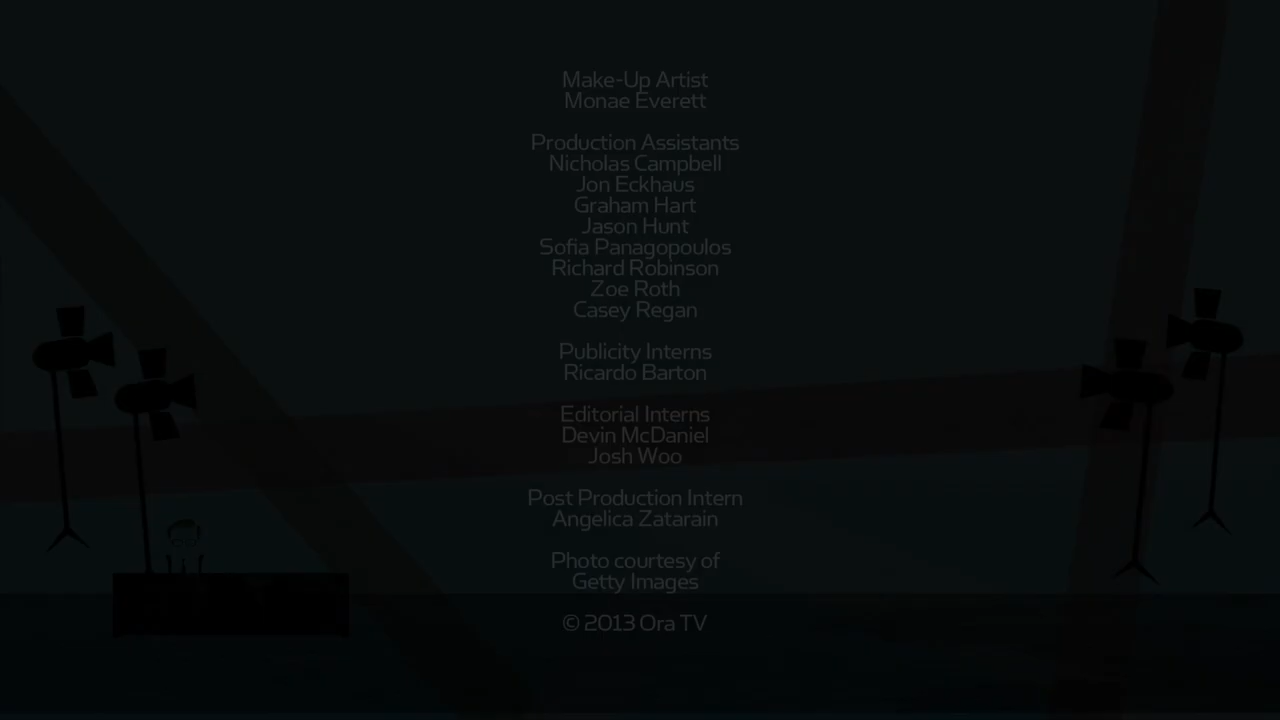 Make-Up Artist
Monae Everett
Production Assistants
Nicholas Campbell
Jon Eckhaus
Graham Hart
Jason Hunt
Sofia Panagopoulos
Richard Robinson
Zoe Roth
Casey Regan
Publicity Interns
Ricardo Barton
Editorial Interns
Devin McDaniel
Josh Woo
Post Production Intern
Angelica Zatarain
Photo courtesy of
Getty Images
© 2013 Ora TV